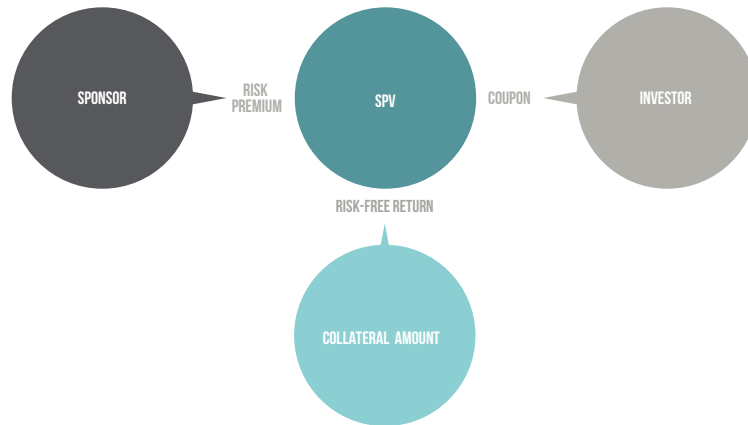 SPONSOR
RISK
PREMIUM
SPV
COUPON
INVESTOR
RISK-FREE RETURN
COLLATERAL AMOUNT